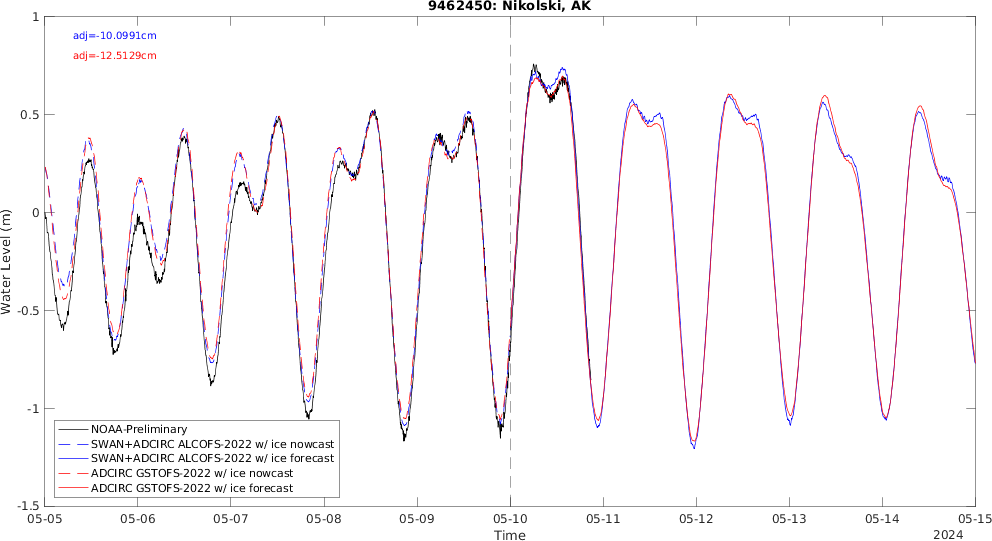 9462450: Nikolski, AK
adj=-10.0991cm
adj=-12.5129cm
1
0.5
0
-0.5
-1
-1.5
Water Level (m)
NOAA-Preliminary
SWAN+ADCIRC ALCOFS-2022 w/ ice nowcast
SWAN+ADCIRC ALCOFS-2022 w/ ice forecast
ADCIRC GSTOFS-2022 w/ ice nowcast
ADCIRC GSTOFS-2022 w/ ice forecast
05-05 05-06 05-07 05-08 05-09 05-10 05-11 05-12 05-13 05-14 05-15
Time
2024